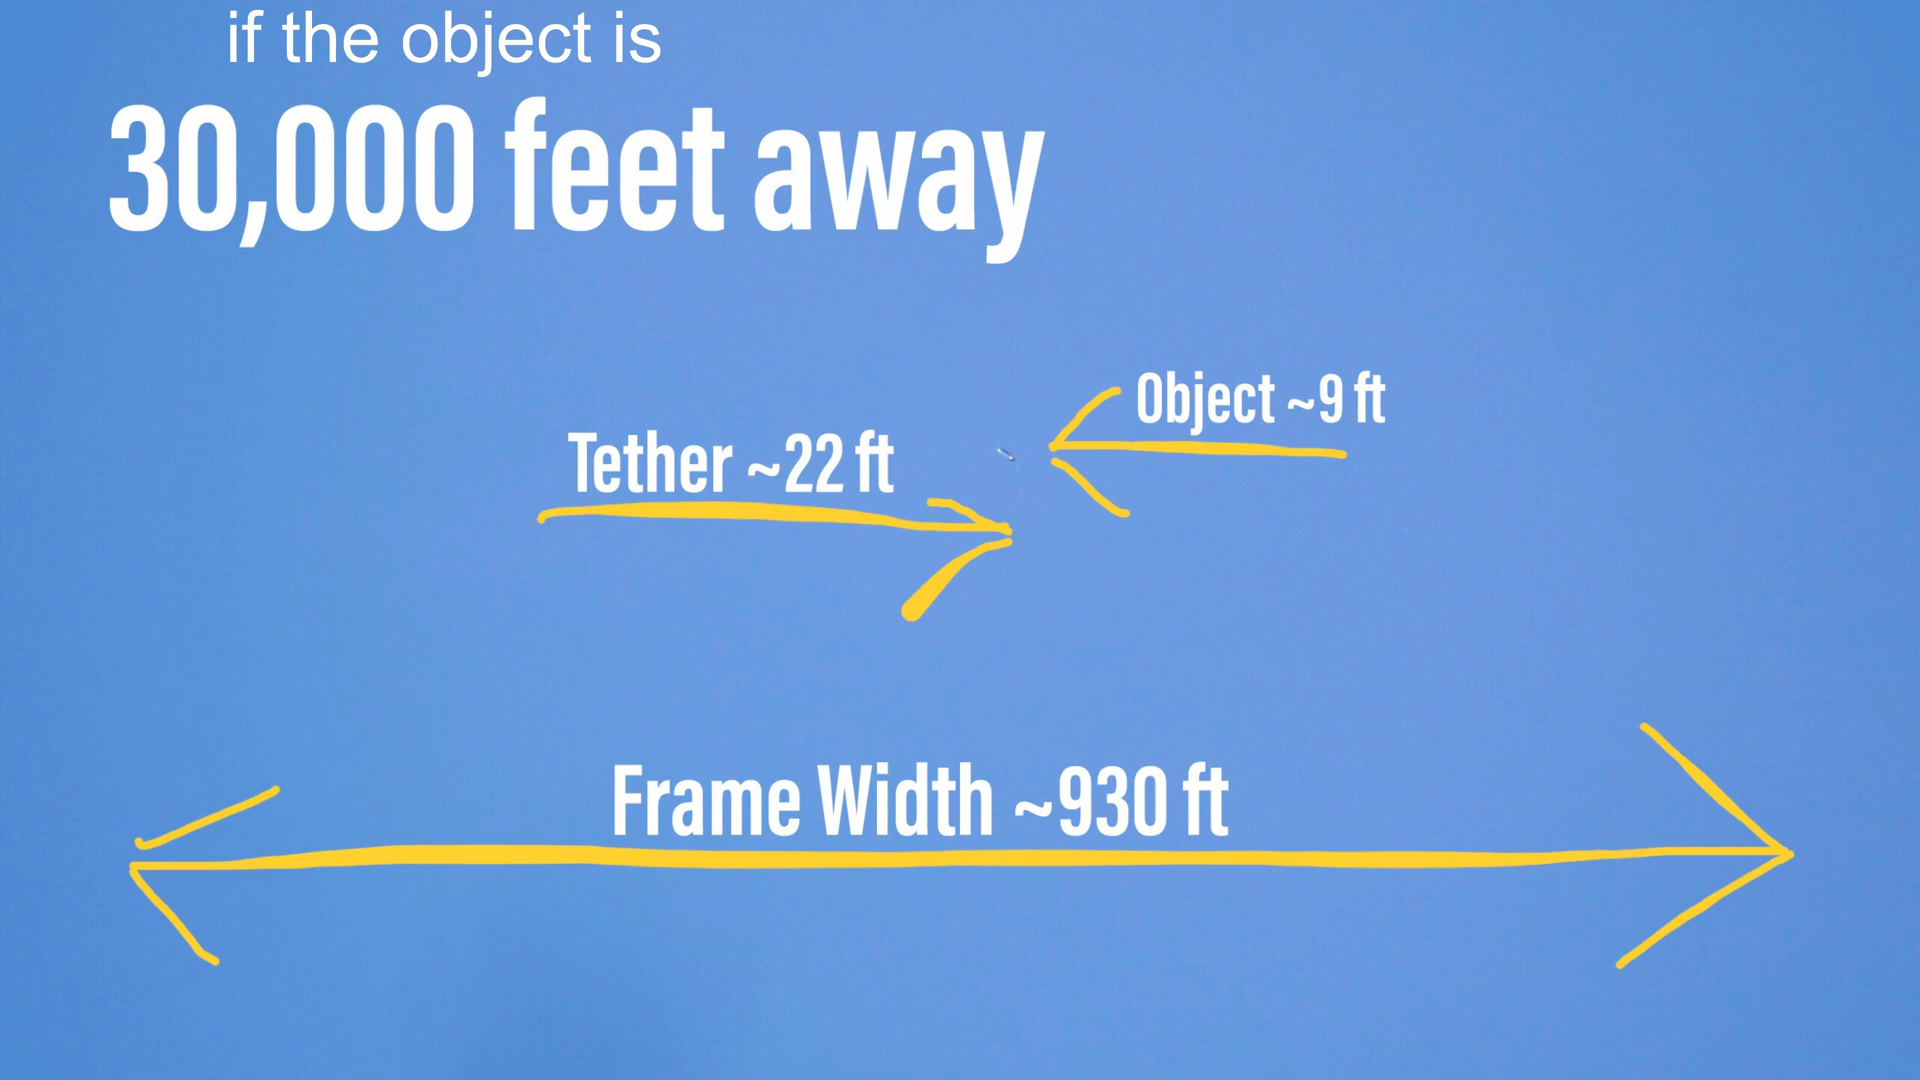 if the object is
30,000 feet away
Object ~9 ft
Tether ~22 ft
Frame Width ~930 ft